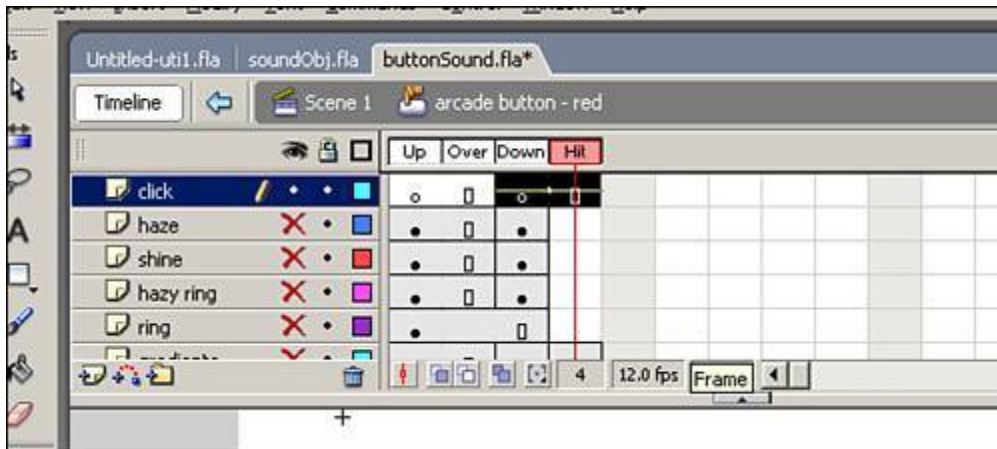 Untitled-uti1.fla soundObj.fla buttonSound.fla*
Timeline Scene 1 arcade button - red
Up Over Down Hit
click
haze
shine
hazy ring
ring
4 12.0 fps Frame